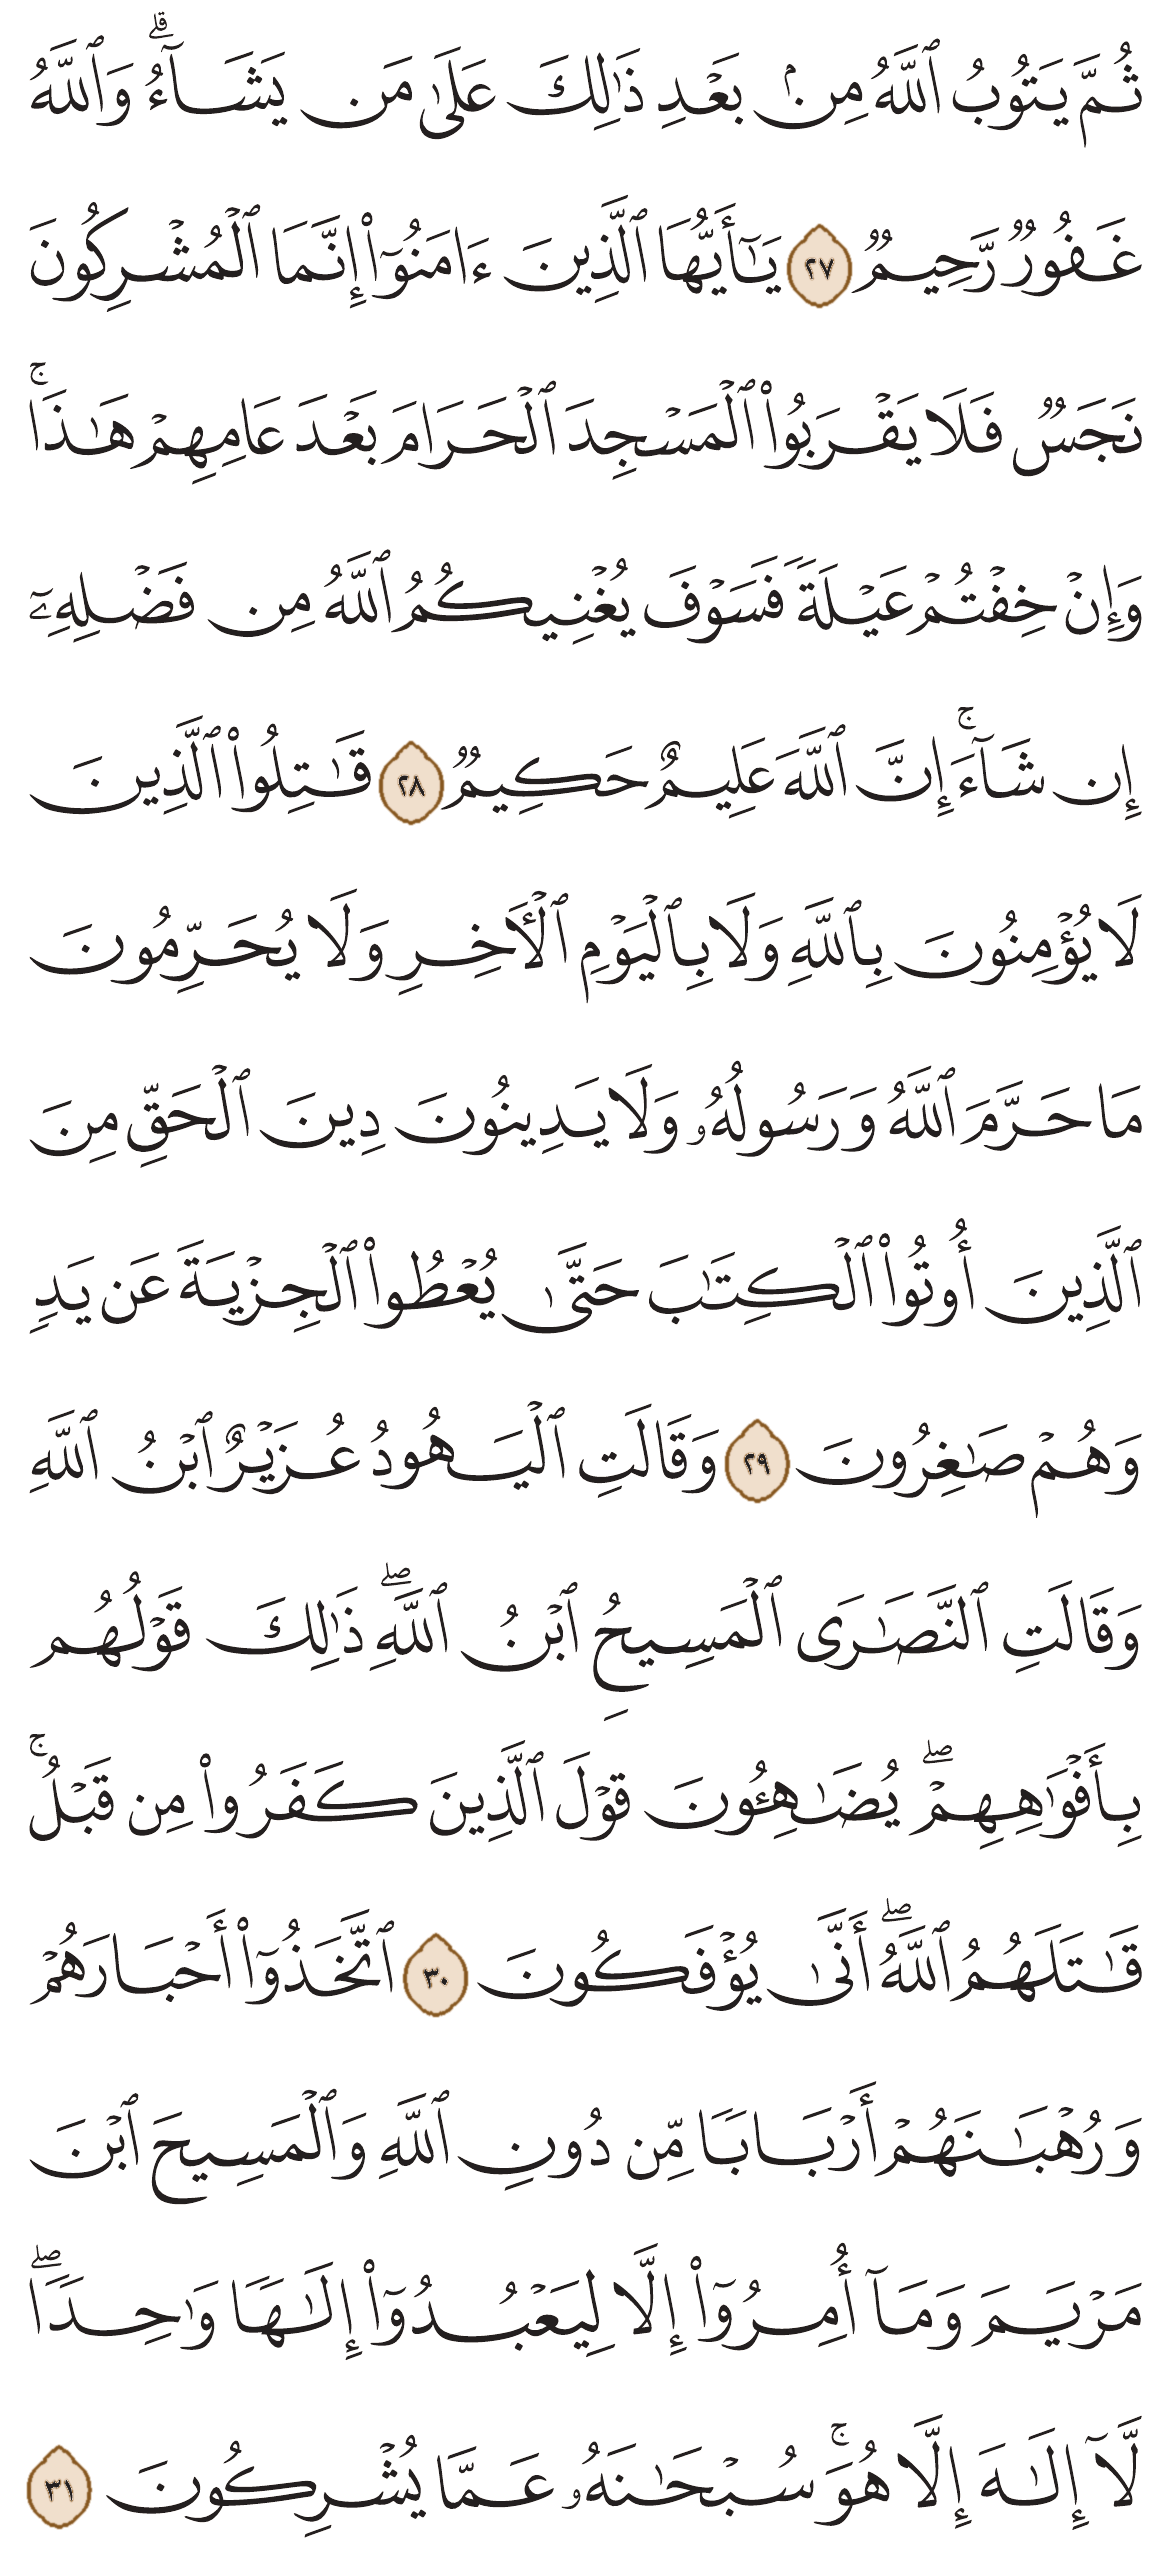 ثُمَّ يَتُوبُ ٱللَّهُ مِنۢ بَعْدِ ذَٰلِكَ عَلَىٰ مَن يَشَآءُ ۗ وَٱللَّهُ
غَفُورٌ رَّحِيمٌ ٢٧ يَـٰٓأَيُّهَا ٱلَّذِينَ ءَامَنُوٓا۟ إِنَّمَا ٱلْمُشْرِكُونَ
نَجَسٌ فَلَا يَقْرَبُوا۟ ٱلْمَسْجِدَ ٱلْحَرَامَ بَعْدَ عَامِهِمْ هَـٰذَا ۚ
وَإِنْ خِفْتُمْ عَيْلَةً فَسَوْفَ يُغْنِيكُمُ ٱللَّهُ مِن فَضْلِهِۦٓ
إِن شَآءَ ۚ إِنَّ ٱللَّهَ عَلِيمٌ حَكِيمٌ ٢٨ قَـٰتِلُوا۟ ٱلَّذِينَ
لَا يُؤْمِنُونَ بِٱللَّهِ وَلَا بِٱلْيَوْمِ ٱلْـَٔاخِرِ وَلَا يُحَرِّمُونَ
مَا حَرَّمَ ٱللَّهُ وَرَسُولُهُۥ وَلَا يَدِينُونَ دِينَ ٱلْحَقِّ مِنَ
ٱلَّذِينَ أُوتُوا۟ ٱلْكِتَـٰبَ حَتَّىٰ يُعْطُوا۟ ٱلْجِزْيَةَ عَن يَدٍ
وَهُمْ صَـٰغِرُونَ ٢٩ وَقَالَتِ ٱلْيَهُودُ عُزَيْرٌ ٱبْنُ ٱللَّهِ
وَقَالَتِ ٱلنَّصَـٰرَى ٱلْمَسِيحُ ٱبْنُ ٱللَّهِ ۖ ذَٰلِكَ قَوْلُهُم
بِأَفْوَٰهِهِمْ ۖ يُضَـٰهِـُٔونَ قَوْلَ ٱلَّذِينَ كَفَرُوا۟ مِن قَبْلُ ۚ
قَـٰتَلَهُمُ ٱللَّهُ ۖ أَنَّىٰ يُؤْفَكُونَ ٣٠ ٱتَّخَذُوٓا۟ أَحْبَارَهُمْ
وَرُهْبَـٰنَهُمْ أَرْبَابًا مِّن دُونِ ٱللَّهِ وَٱلْمَسِيحَ ٱبْنَ
مَرْيَمَ وَمَآ أُمِرُوٓا۟ إِلَّا لِيَعْبُدُوٓا۟ إِلَـٰهًا وَٰحِدًا ۖ
لَّآ إِلَـٰهَ إِلَّا هُوَ ۚ سُبْحَـٰنَهُۥ عَمَّا يُشْرِكُونَ ٣١